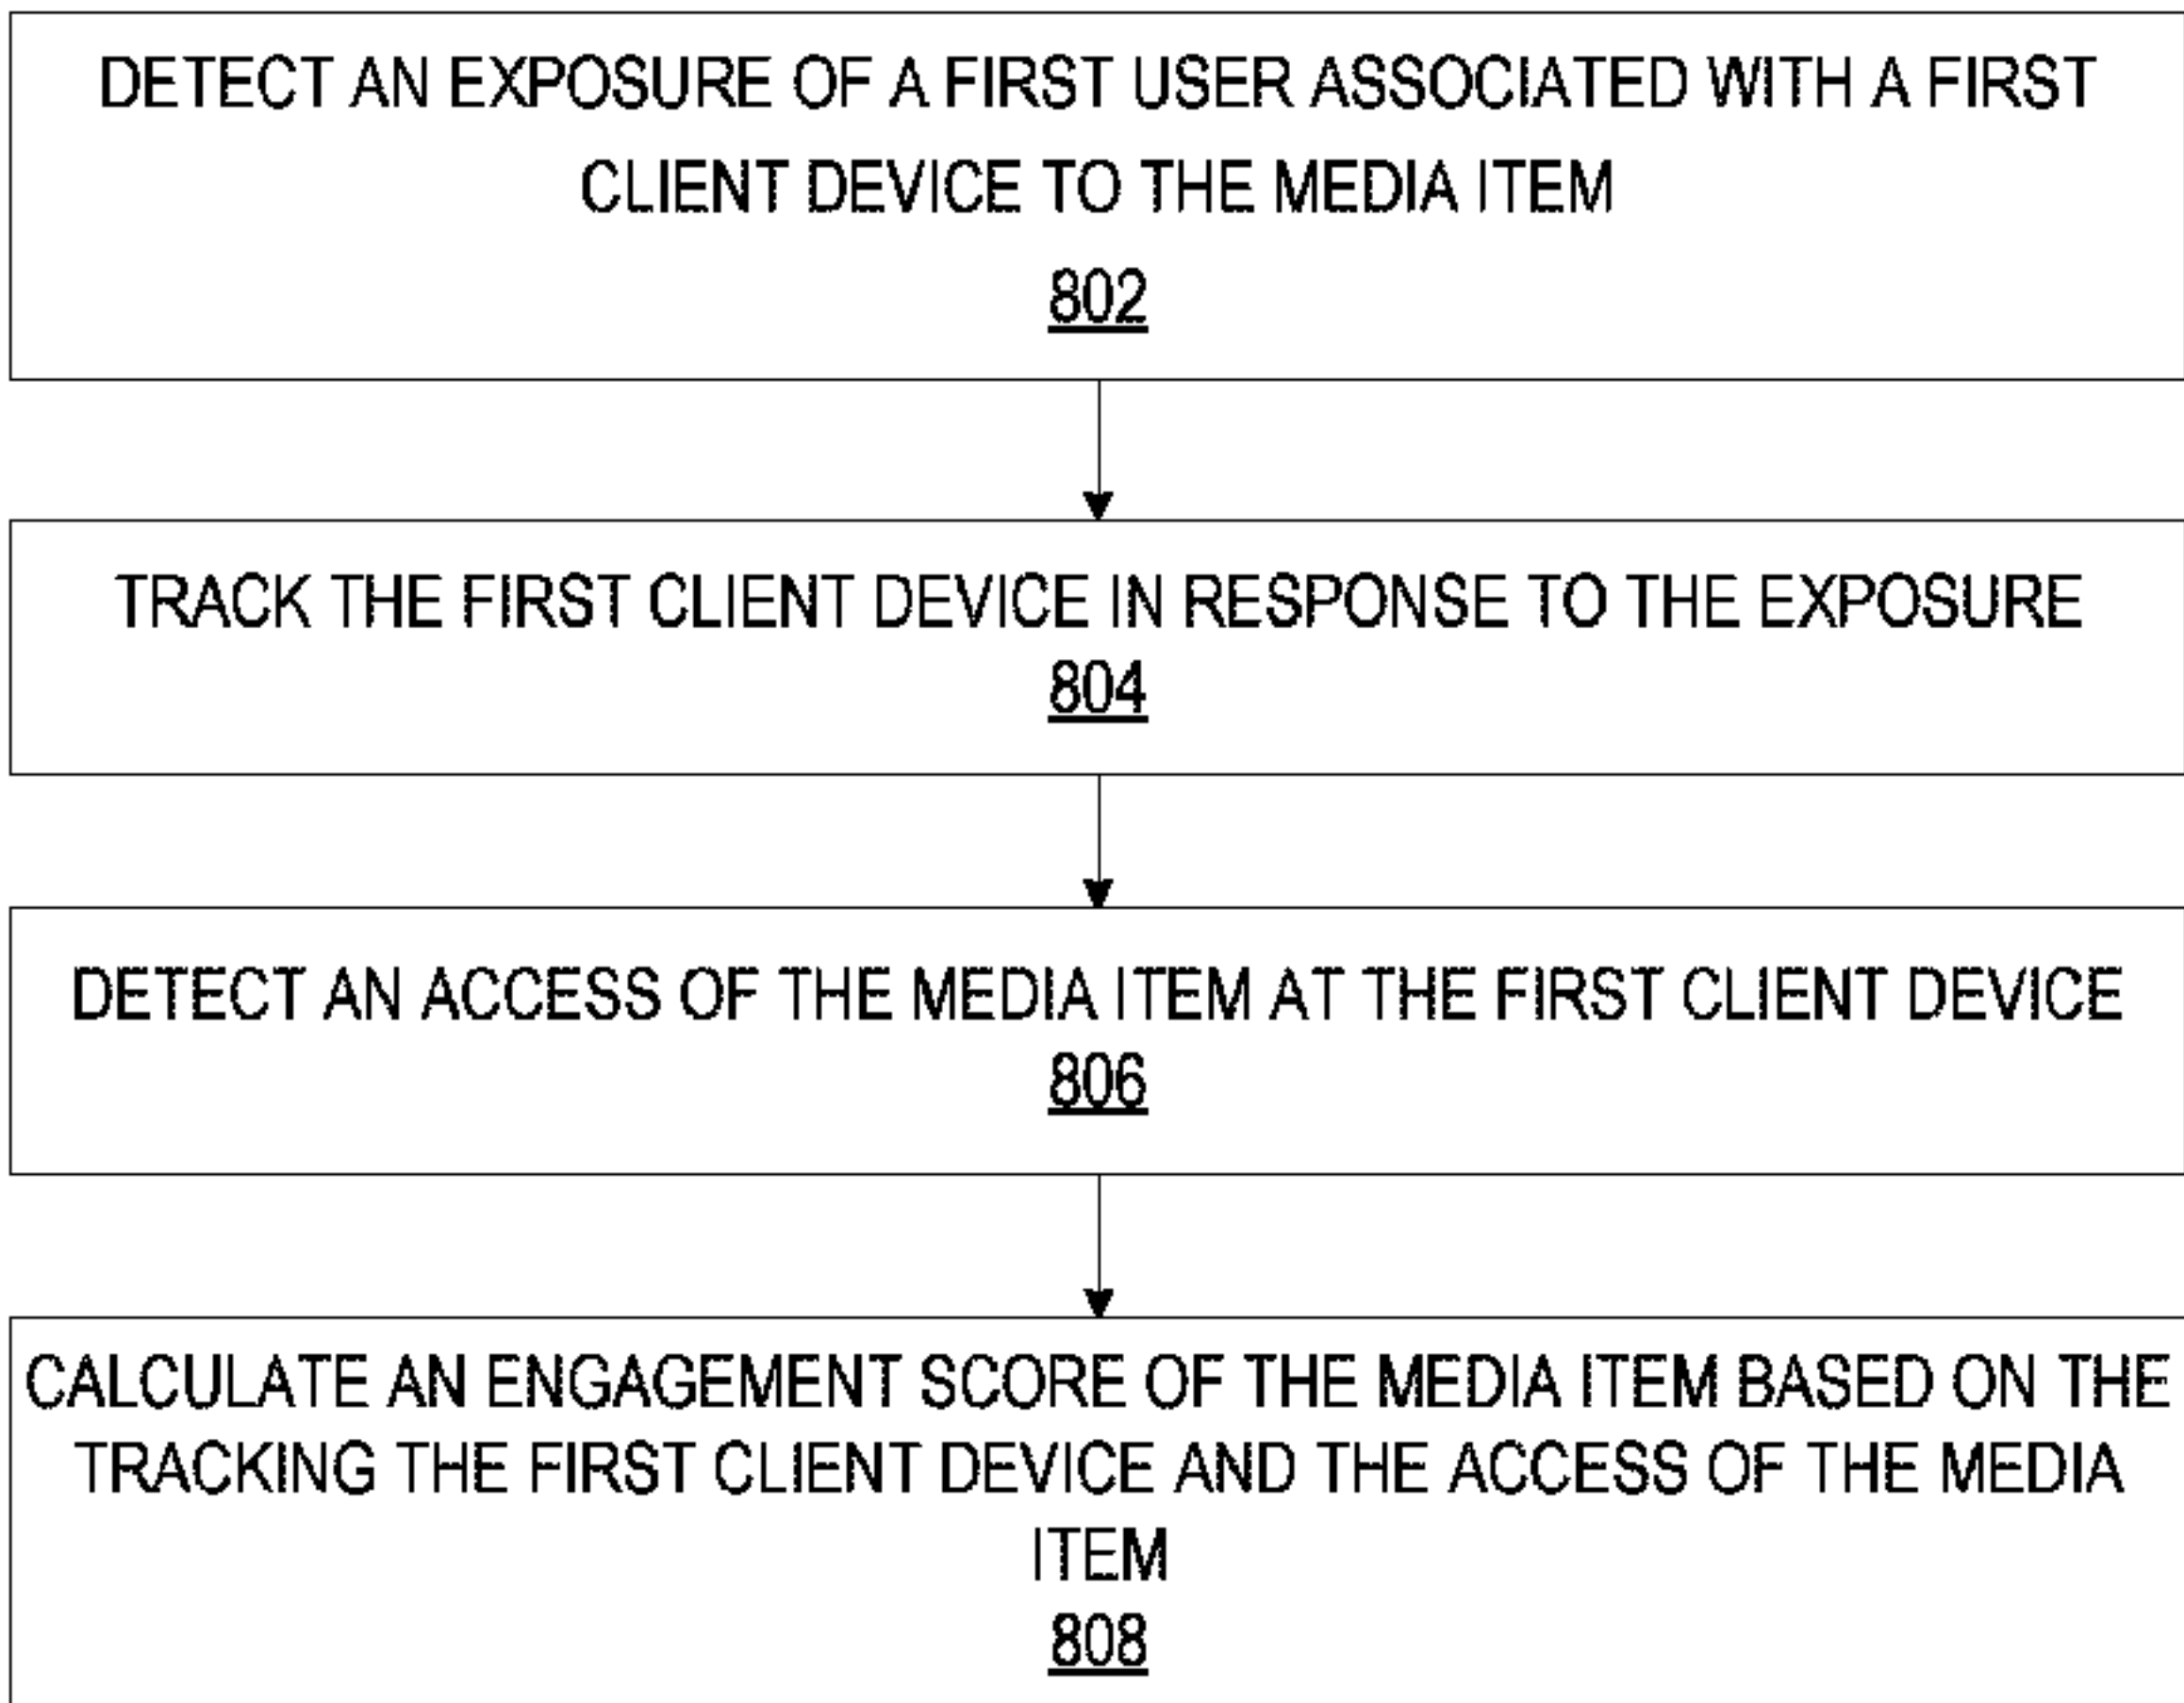 DETECT AN EXPOSURE OF A FIRST USER ASSOCIATED WITH A FIRST
CLIENT DEVICE TO THE MEDIA ITEM
802
TRACK THE FIRST CLIENT DEVICE IN RESPONSE TO THE EXPOSURE
804
DETECT AN ACCESS OF THE MEDIA ITEM AT THE FIRST CLIENT DEVICE
806
CALCULATE AN ENGAGEMENT SCORE OF THE MEDIA ITEM BASED ON THE
TRACKING THE FIRST CLIENT DEVICE AND THE ACCESS OF THE MEDIA
ITEM
808